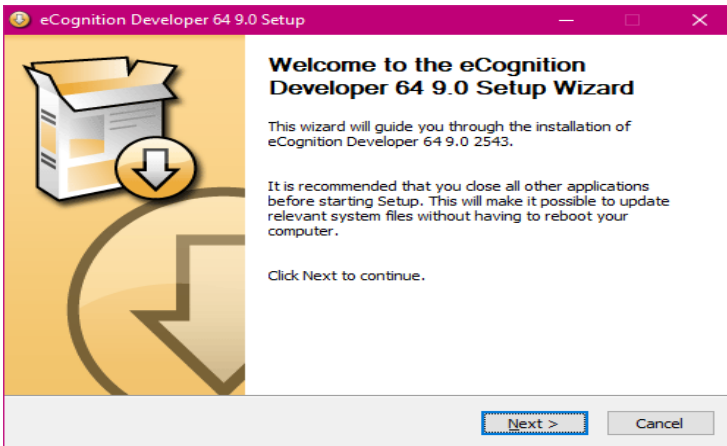 eCognition Developer 64 9.0 Setup
Welcome to the eCognition
Developer 64 9.0 Setup Wizard
This wizard will guide you through the installation of
eCognition Developer 64 9.0 2543.
It is recommended that you close all other applications
before starting Setup. This will make it possible to update
relevant system files without having to reboot your
computer.
Click Next to continue.
Next >
Cancel